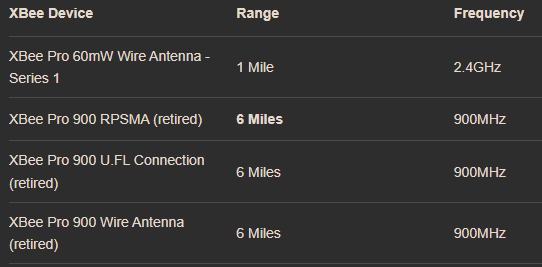 XBee Device Range Frequency
XBee Pro 60mW Wire Antenna -
Series 1 1 Mile 2.4GHz
XBee Pro 900 RPSMA (retired) 6 Miles 900MHz
XBee Pro 900 U.FL Connection
(retired) 6 Miles 900MHz
XBee Pro 900 Wire Antenna
(retired) 6 Miles 900MHz